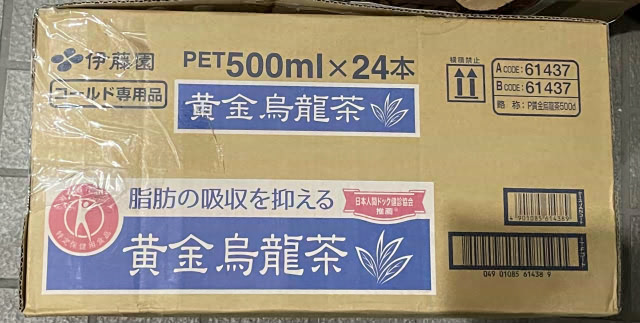 伊藤園
PET500ml×24本
コールド専用品
黄金烏龍茶
横積禁止
A CODE: 61437
B CODE: 61437
略 称: P黄金烏龍茶500d
脂肪の吸収を抑える
日本人間ドック健診協会
推薦
特定保健用食品
黄金烏龍茶
4901085 614389
049 01085 61438 9